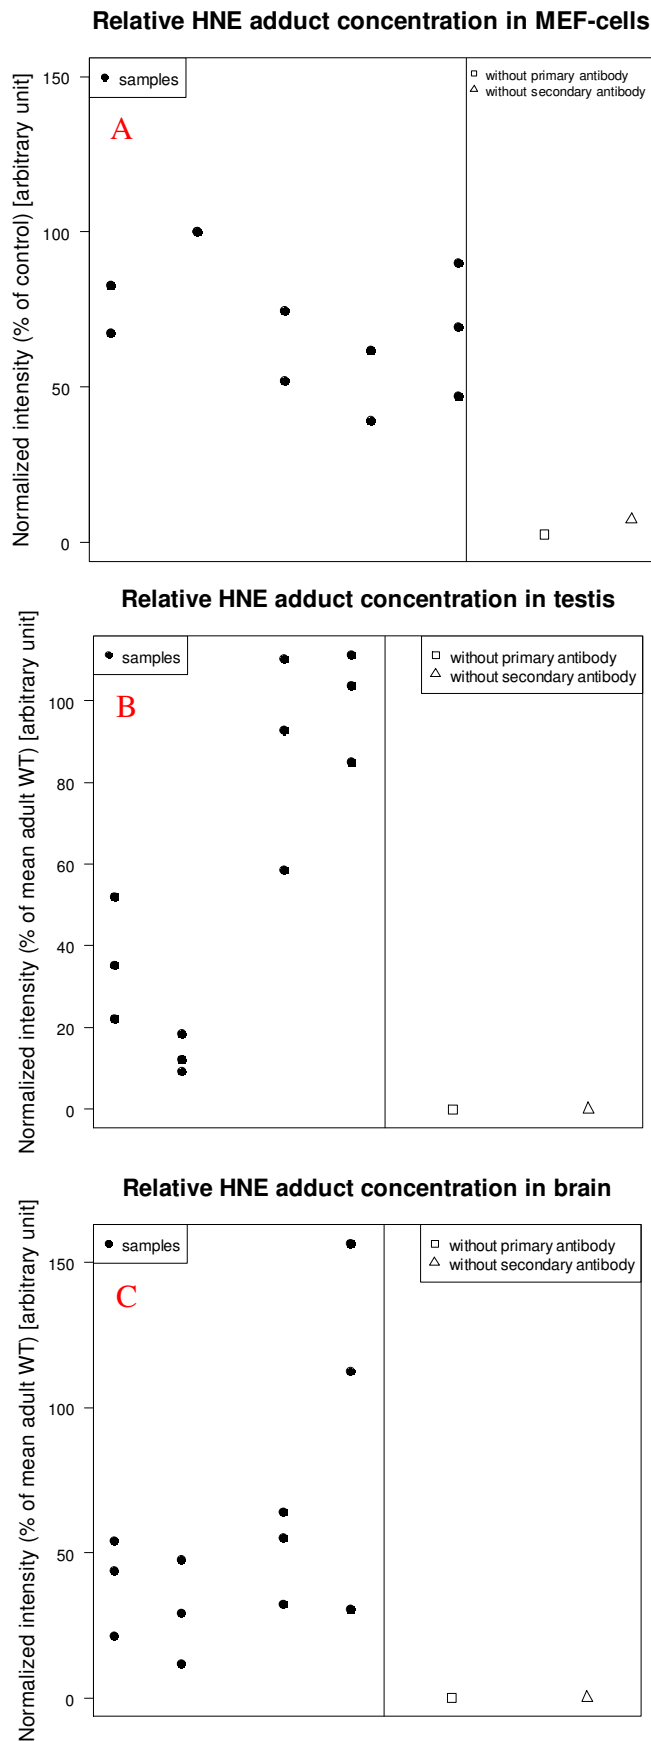 Relative HNE adduct concentration in MEF-cells
Normalized intensity (% of control) [arbitrary unit]
150
100
50
0
samples
A
without primary antibody
without secondary antibody
Relative HNE adduct concentration in testis
Normalized intensity (% of mean adult WT) [arbitrary unit]
100
80
60
40
20
0
samples
B
without primary antibody
without secondary antibody
Relative HNE adduct concentration in brain
Normalized intensity (% of mean adult WT) [arbitrary unit]
150
100
50
0
samples
C
without primary antibody
without secondary antibody